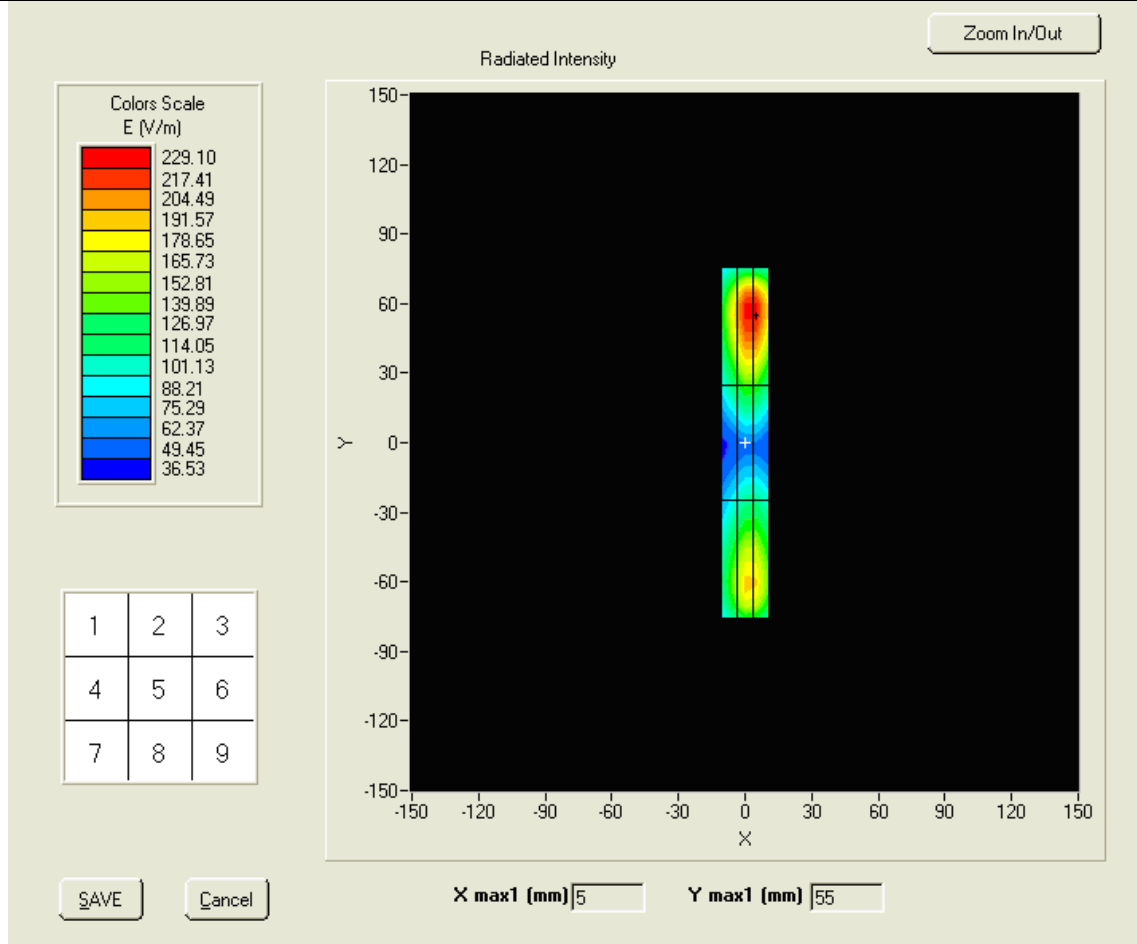 Zoom In/Out
Radiated Intensity
Colors Scale
E (V/m)
229.10
217.41
204.49
191.57
178.65
165.73
152.81
139.89
126.97
114.05
101.13
88.21
75.29
62.37
49.45
36.53
150
120
90
60
30
0
-30
-60
-90
-120
-150
Y
-150 -120 -90 -60 -30 0 30 60 90 120 150
X
1 2 3
4 5 6
7 8 9
SAVE Cancel
X max1 (mm) 5 Y max1 (mm) 55